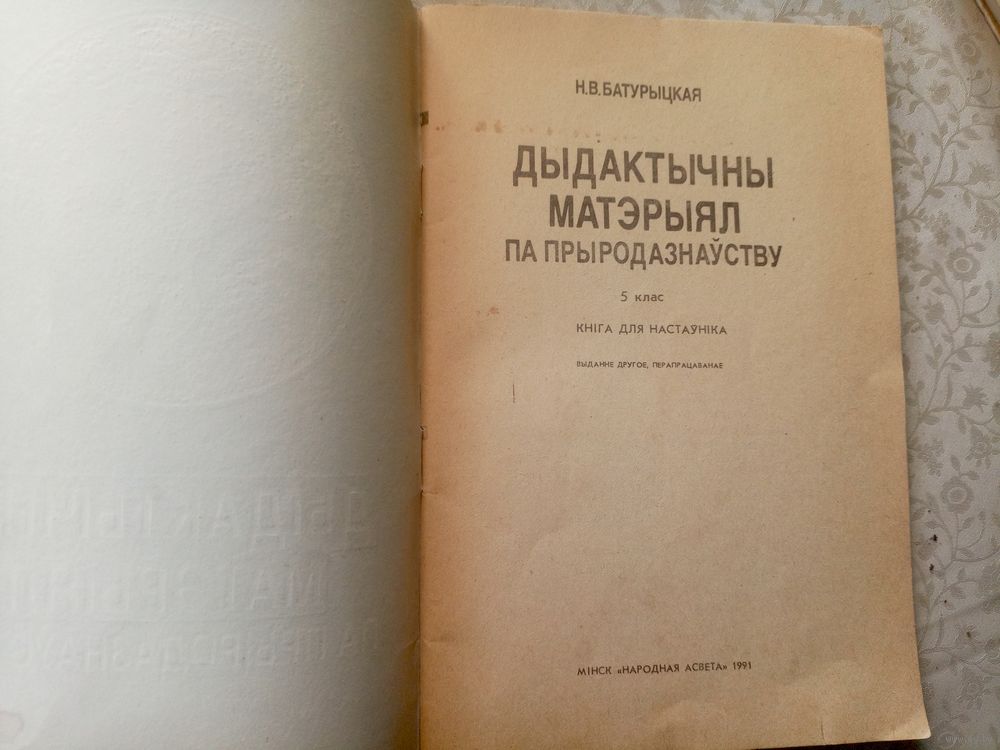 Н.В.БАТУРЫЦКАЯ
ДЫДАКТЫЧНЫ
МАТЭРЫЯЛ
ПА ПРЫРОДАЗНАЎСТВУ
5 клас
КНІГА ДЛЯ НАСТАЎНІКА
ВЫДАННЕ ДРУГОЕ, ПЕРАПРАЦАВАНАЕ
МІНСК «НАРОДНАЯ АСВЕТА» 1991